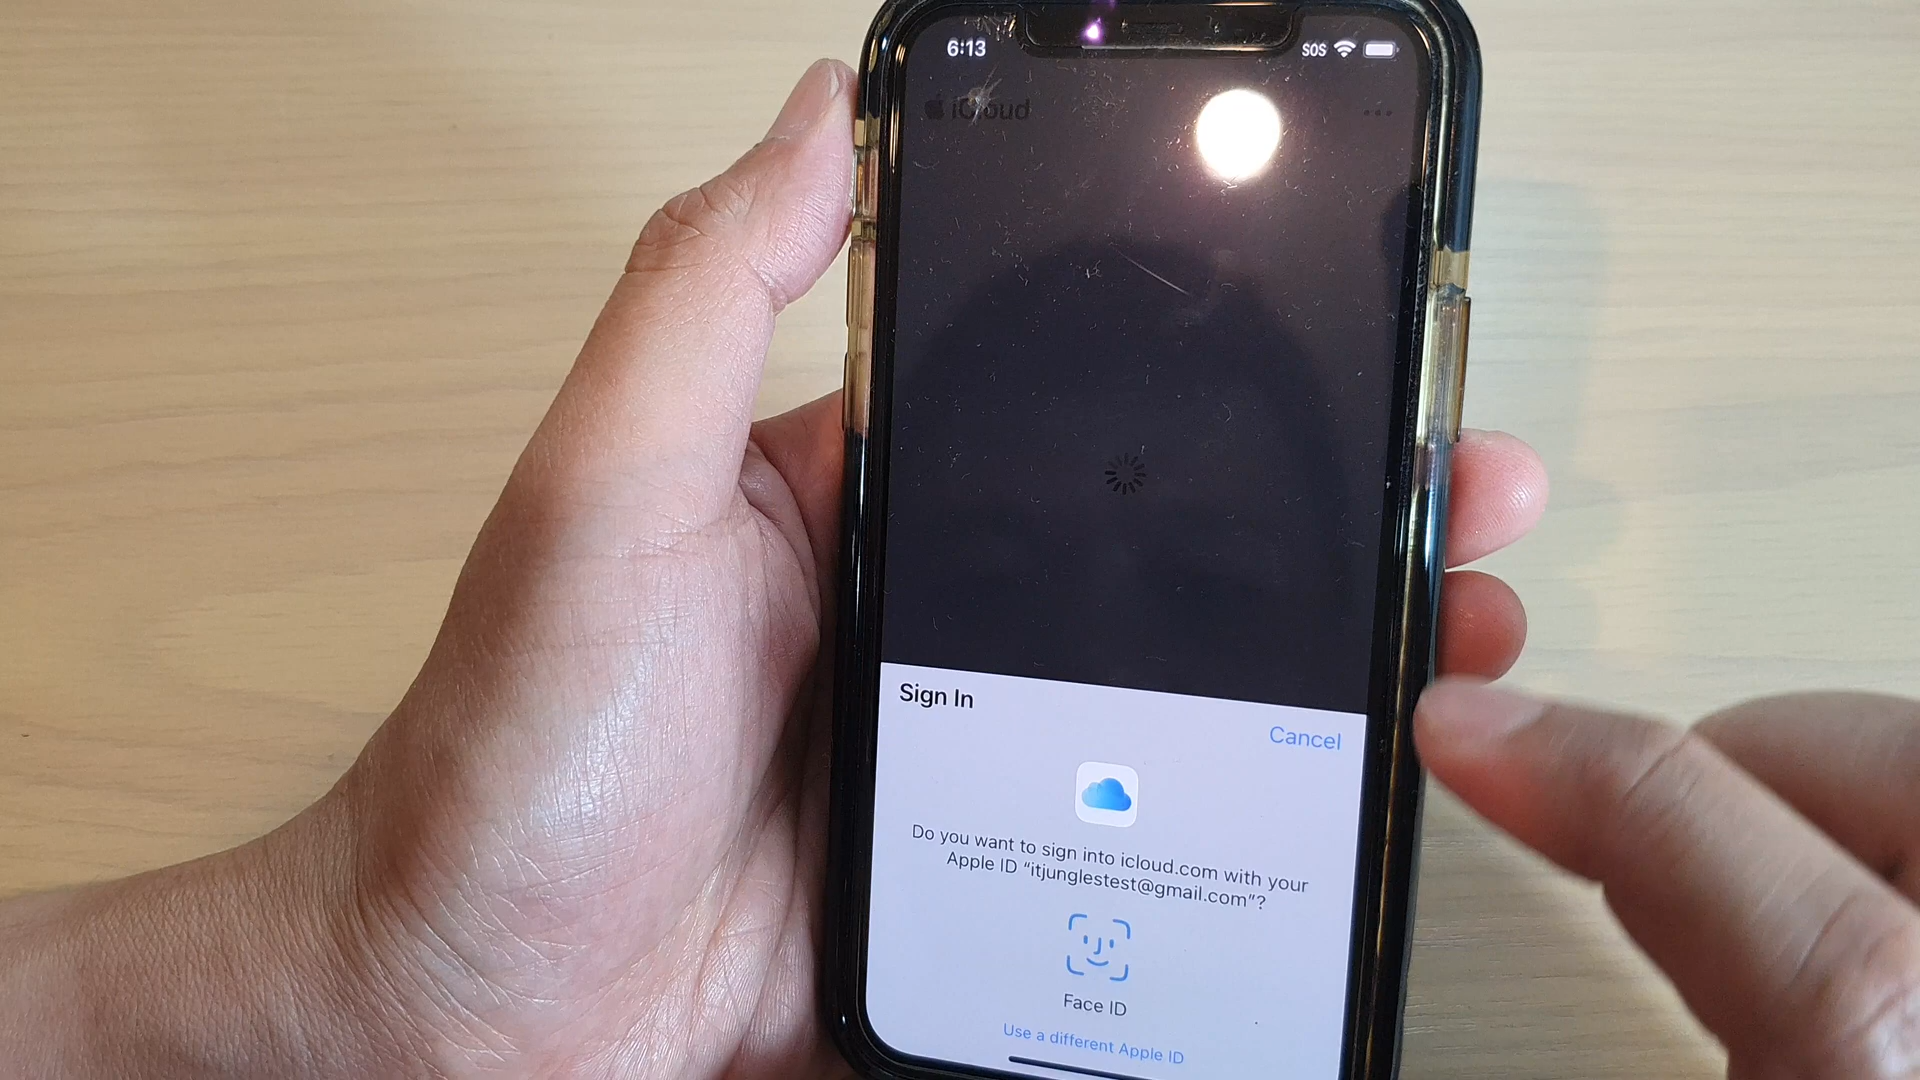 6:13
SOS
iCloud
Sign In
Cancel
Do you want to sign into icloud.com with your
Apple ID “itjunglestest@gmail.com”?
Face ID
Use a different Apple ID